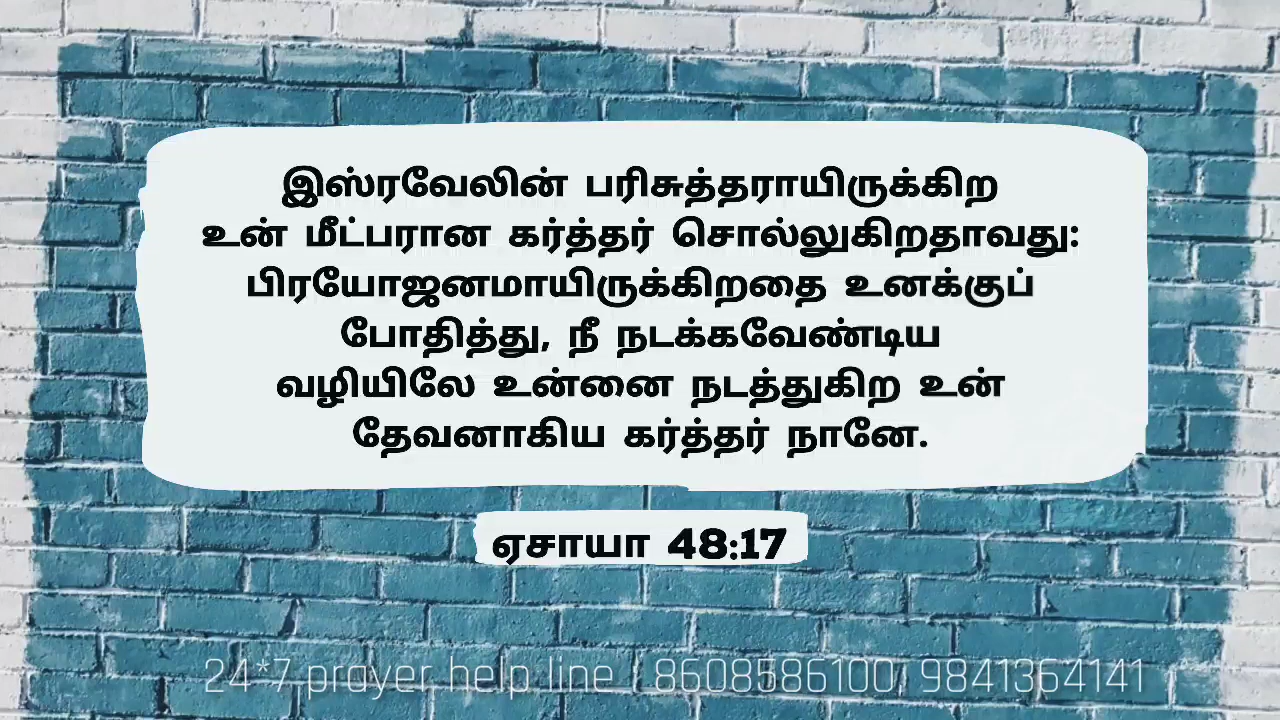 இஸ்ரவேலின் பரிசுத்தராயிருக்கிற
உன் மீட்பரான கர்த்தர் சொல்லுகிறதாவது:
பிரயோஜனமாயிருக்கிறதை உனக்குப்
போதித்து, நீ நடக்கவேண்டிய
வழியிலே உன்னை நடத்துகிற உன்
தேவனாகிய கர்த்தர் நானே.
ஏசாயா 48:17
24*7 prayer help line / 8608586100, 9841364141